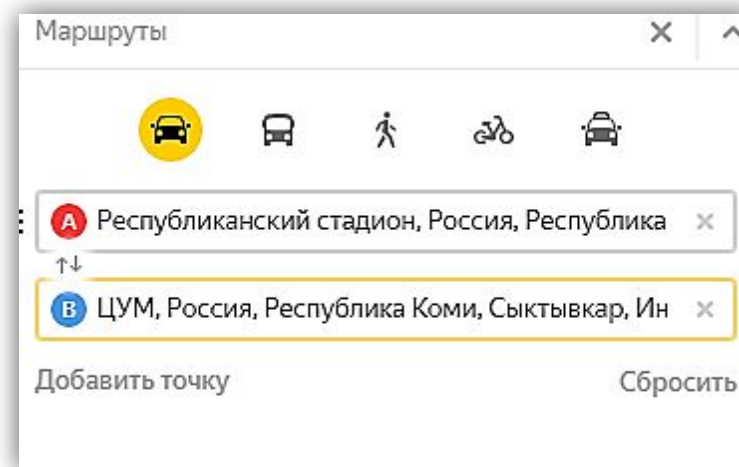 Маршруты
A Республиканский стадион, Россия, Республика
B ЦУМ, Россия, Республика Коми, Сыктывкар, Ин
Добавить точку Сбросить